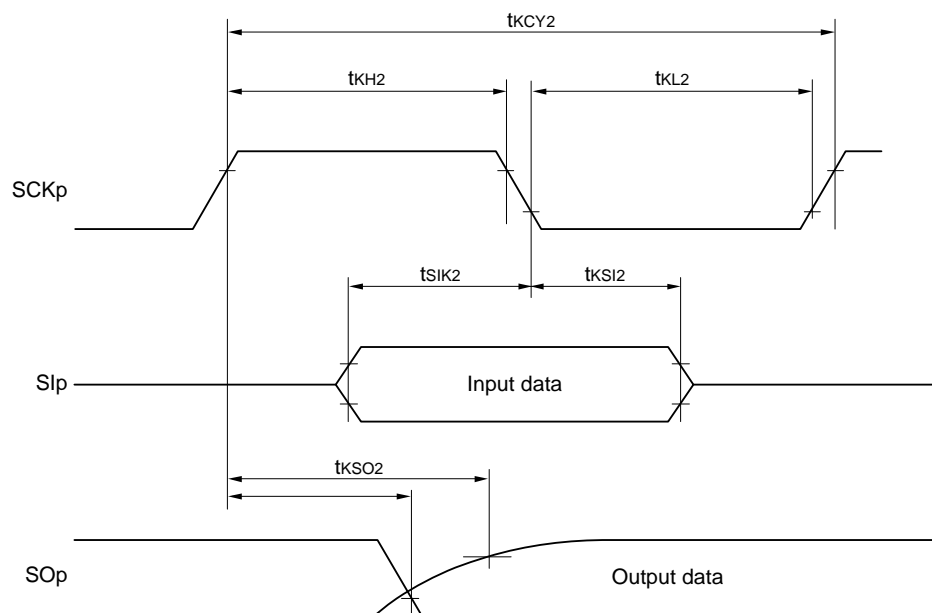 tKCY2
tKH2
tKL2
SCKp
tSIK2
tKSI2
SIp
Input data
tKSO2
SOp
Output data